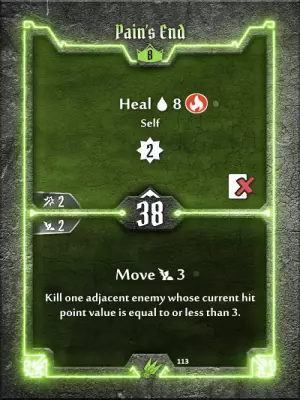 Pain's End
8
Heal 8
Self
2
2
38
2
Move 3
Kill one adjacent enemy whose current hit
point value is equal to or less than 3.
113